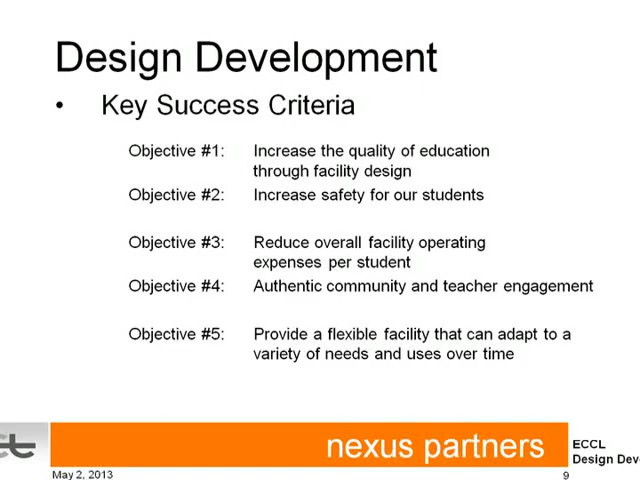 Design Development
• Key Success Criteria
Objective #1: Increase the quality of education
through facility design
Objective #2: Increase safety for our students
Objective #3: Reduce overall facility operating
expenses per student
Objective #4: Authentic community and teacher engagement
Objective #5: Provide a flexible facility that can adapt to a
variety of needs and uses over time
nexus partners
ECCL
Design Dev
May 2, 2013
9